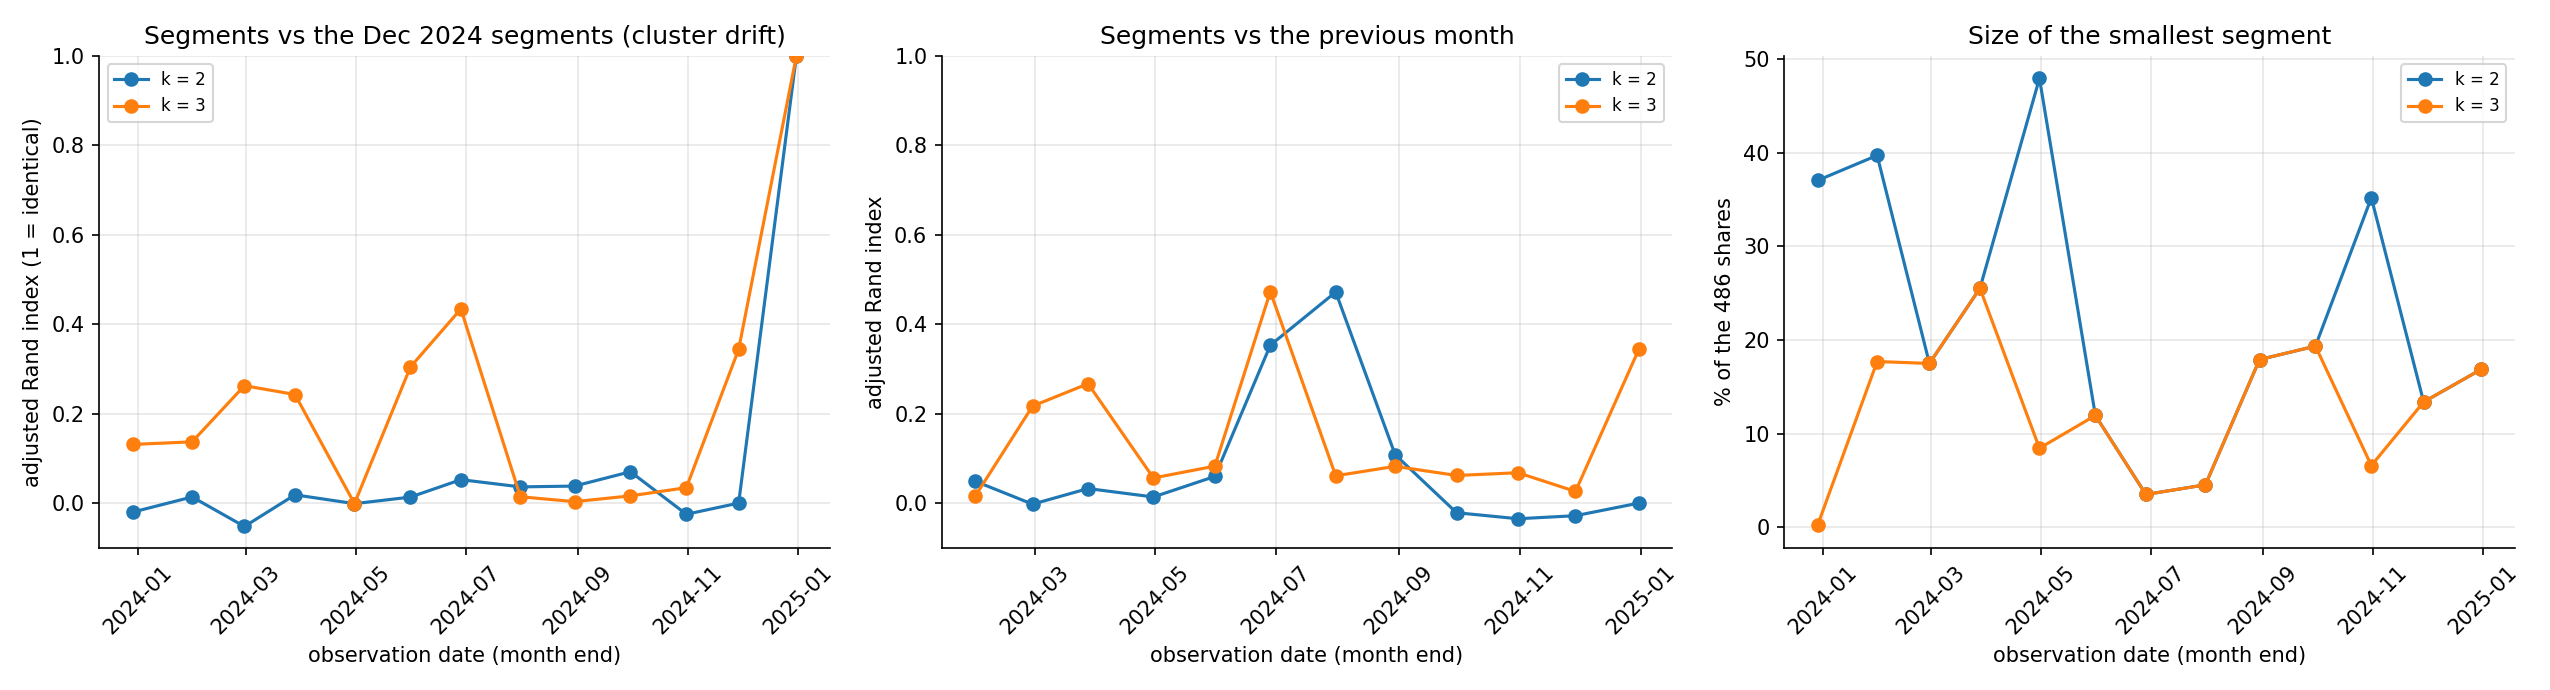 Segments vs the Dec 2024 segments (cluster drift)
adjusted Rand index (1 = identical)
1.0
0.8
0.6
0.4
0.2
0.0
k = 2
k = 3
2024-01
2024-03
2024-05
2024-07
2024-09
2024-11
2025-01
observation date (month end)
Segments vs the previous month
adjusted Rand index
1.0
0.8
0.6
0.4
0.2
0.0
k = 2
k = 3
2024-03
2024-05
2024-07
2024-09
2024-11
2025-01
observation date (month end)
Size of the smallest segment
% of the 486 shares
50
40
30
20
10
0
k = 2
k = 3
2024-01
2024-03
2024-05
2024-07
2024-09
2024-11
2025-01
observation date (month end)